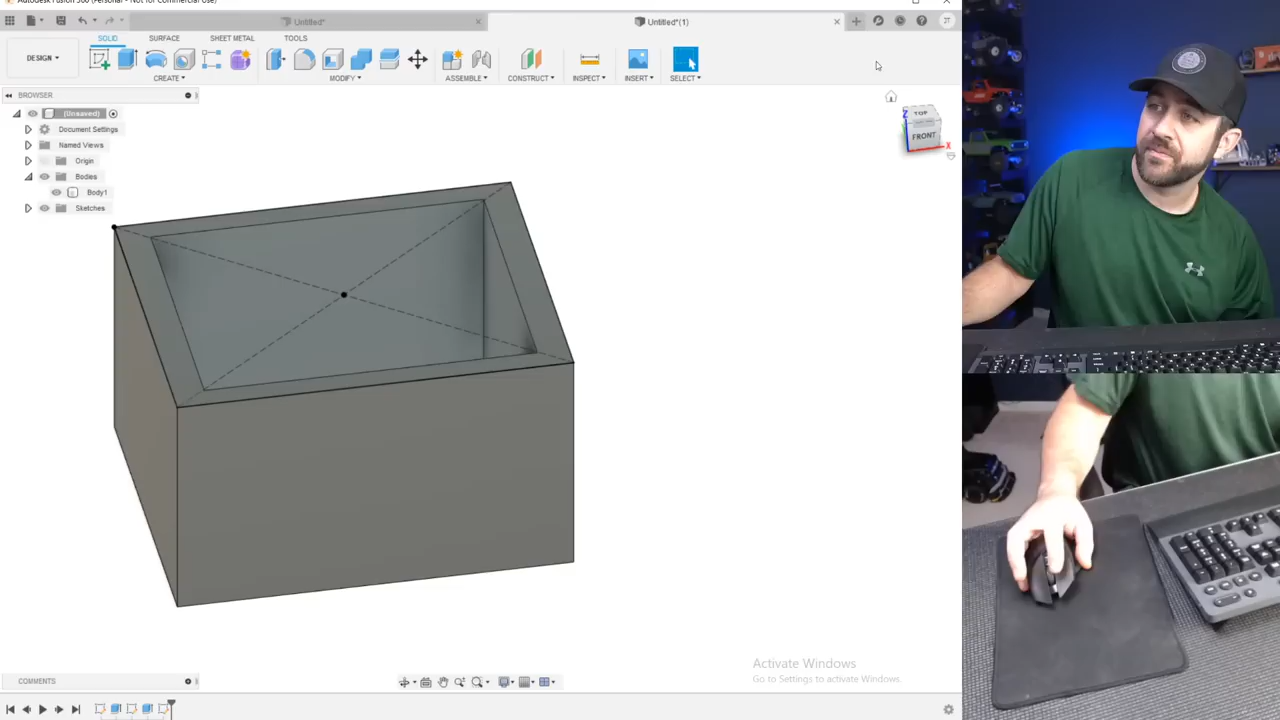 Autodesk Fusion 360 (Personal - Not for Commercial Use)
Untitled*
Untitled*(1)
DESIGN
SOLID
SURFACE
SHEET METAL
TOOLS
CREATE
MODIFY
ASSEMBLE
CONSTRUCT
INSPECT
INSERT
SELECT
BROWSER
(Unsaved)
Document Settings
Named Views
Origin
Bodies
Body1
Sketches
TOP
FRONT
Z
X
Activate Windows
Go to Settings to activate Windows.
COMMENTS